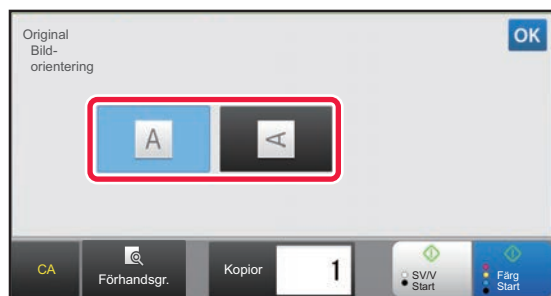 Original
Bild-
orientering
OK
A
A
CA
Förhandsgr.
Kopior
1
SV/V
Start
Färg
Start